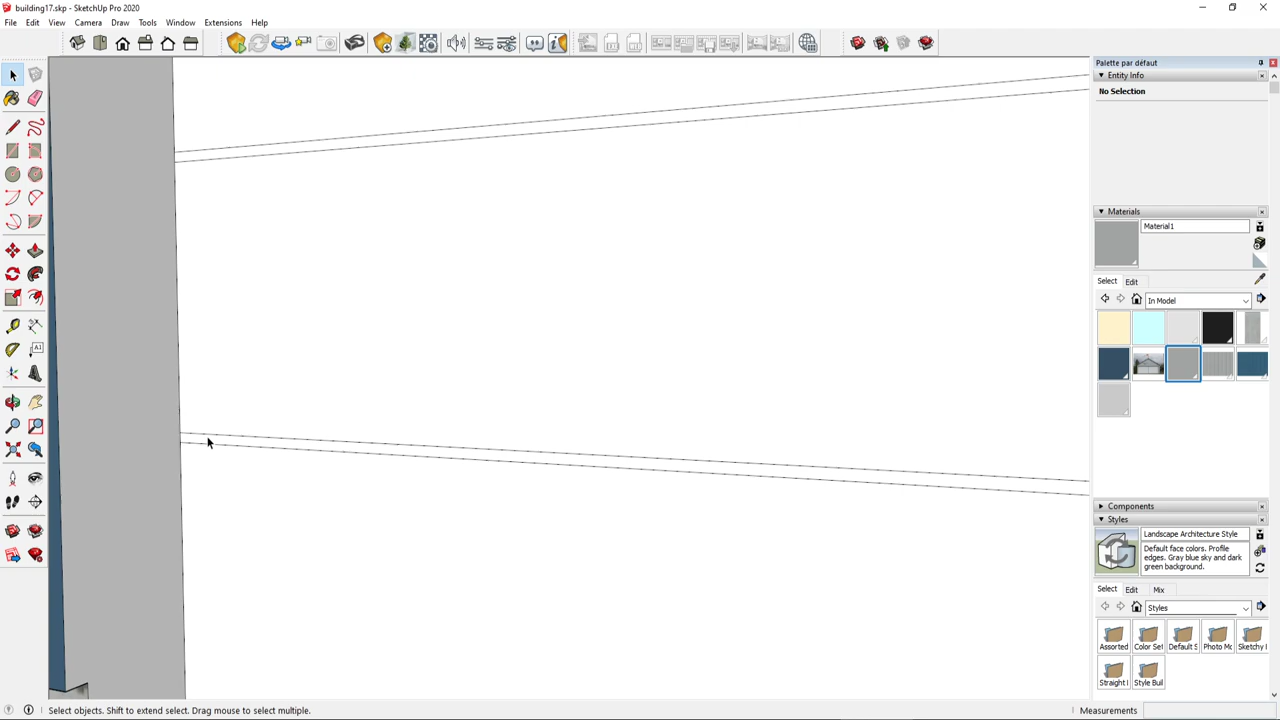 building17.skp - SketchUp Pro 2020
File Edit View Camera Draw Tools Window Extensions Help
Palette par défaut
Entity Info
No Selection
Materials
Material1
Select Edit
In Model
Components
Styles
Landscape Architecture Style
Default face colors. Profile
edges. Gray blue sky and dark
green background.
Select Edit Mix
Styles
Assorted Color Set Default S Photo Mo Sketchy I
Straight I Style Buil
Select objects. Shift to extend select. Drag mouse to select multiple.
Measurements